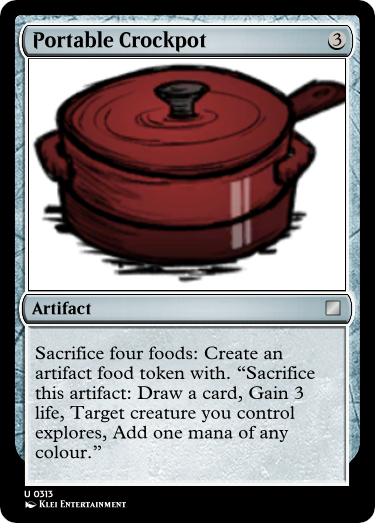 Portable Crockpot 3
Artifact
Sacrifice four foods: Create an
artifact food token with. “Sacrifice
this artifact: Draw a card, Gain 3
life, Target creature you control
explores, Add one mana of any
colour.”
U 0313
Klei Entertainment